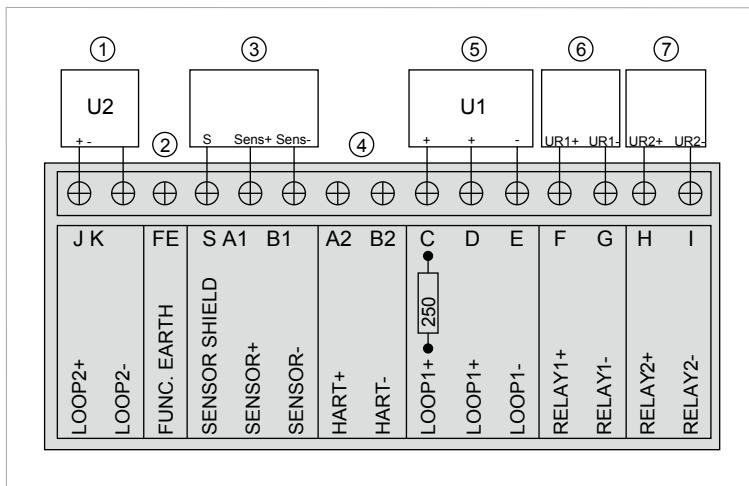 ① ③ ⑤ ⑥ ⑦
U2 U1
+ - S Sens+ Sens- + + - UR1+ UR1- UR2+ UR2-
② ④
J K FE S A1 B1 A2 B2 C D E F G H I
250
LOOP2+
LOOP2-
FUNC. EARTH
SENSOR SHIELD
SENSOR+
SENSOR-
HART+
HART-
LOOP1+
LOOP1+
LOOP1-
RELAY1+
RELAY1-
RELAY2+
RELAY2-